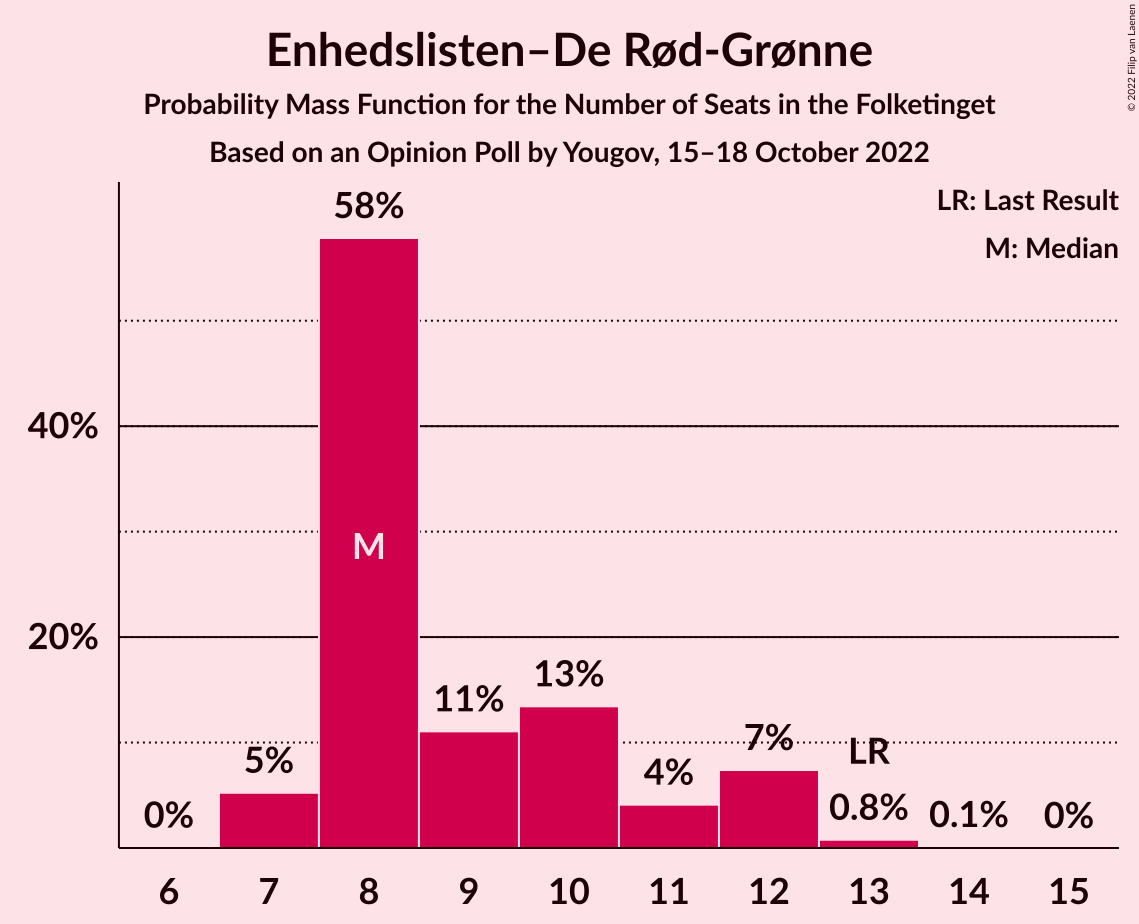 Enhedslisten–De Rød-Grønne
Probability Mass Function for the Number of Seats in the Folketinget
Based on an Opinion Poll by Yougov, 15–18 October 2022
© 2022 Filip van Laenen
LR: Last Result
M: Median
58%
40%
M
20%
13%
11%
7%
LR
5%
4%
0% 0.8% 0.1% 0%
6 7 8 9 10 11 12 13 14 15